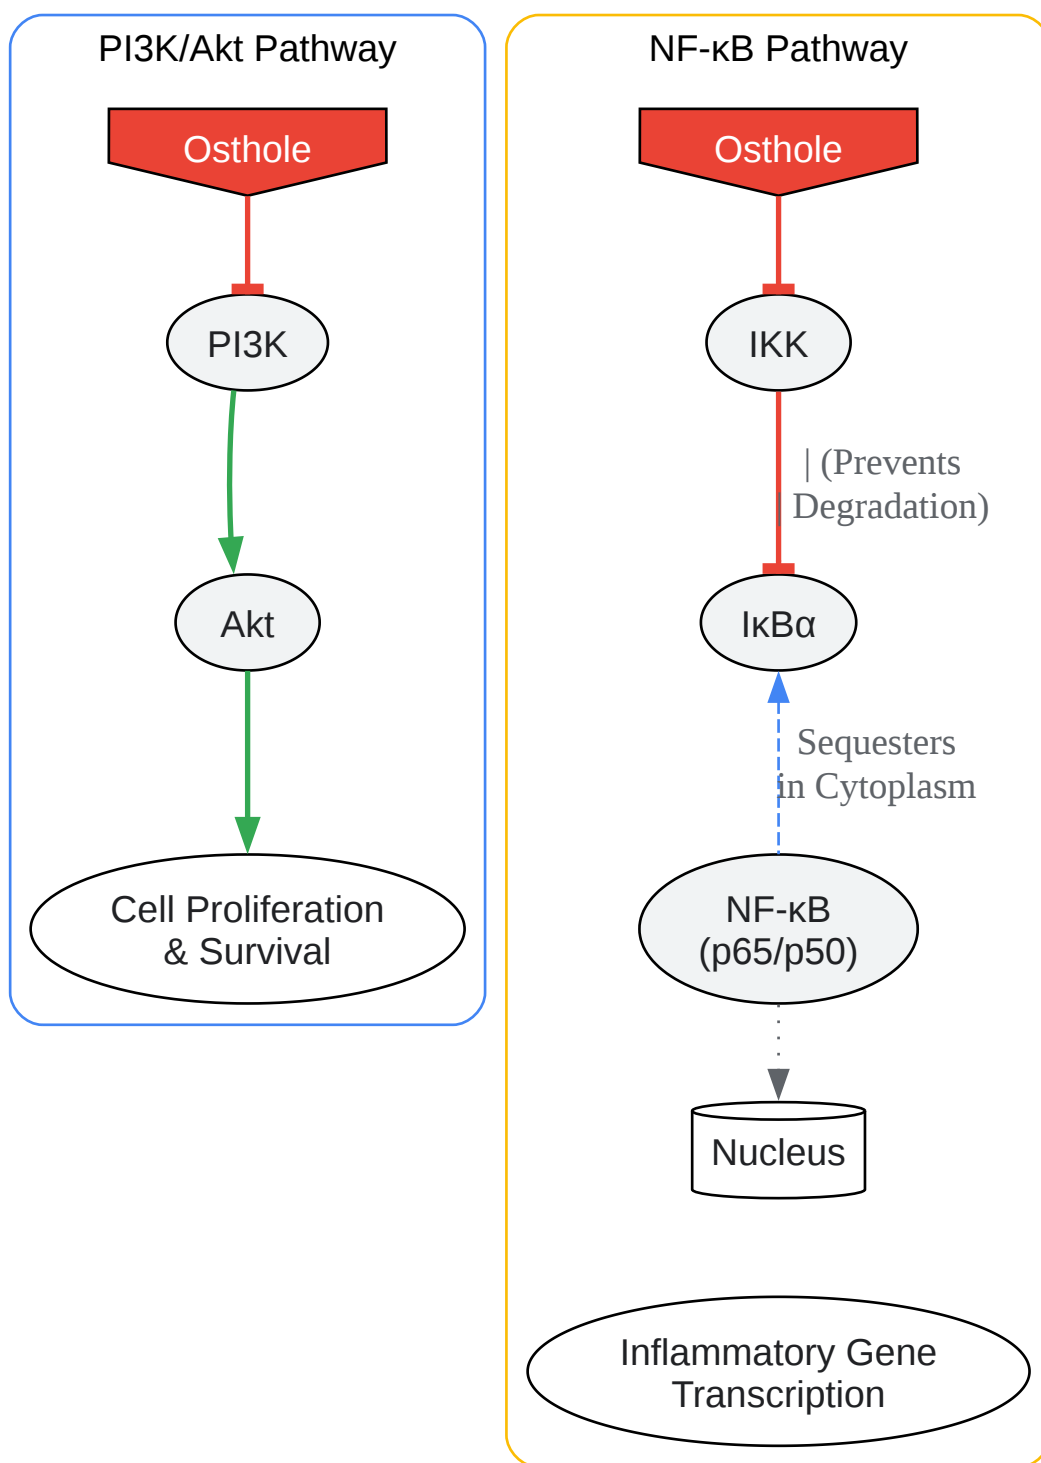 PI3K/Akt Pathway
Osthole
PI3K
Akt
Cell Proliferation
& Survival
NF-κB Pathway
Osthole
IKK
| (Prevents
| Degradation)
IκBα
Sequesters
in Cytoplasm
NF-κB
(p65/p50)
Nucleus
Inflammatory Gene
Transcription